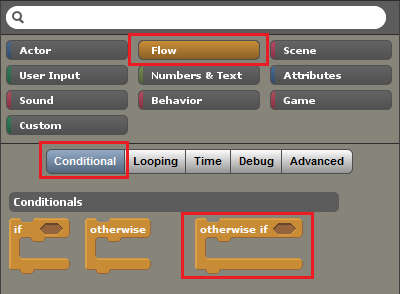 Actor Flow Scene
User Input Numbers & Text Attributes
Sound Behavior Game
Custom
Conditional Looping Time Debug Advanced
Conditionals
if otherwise otherwise if